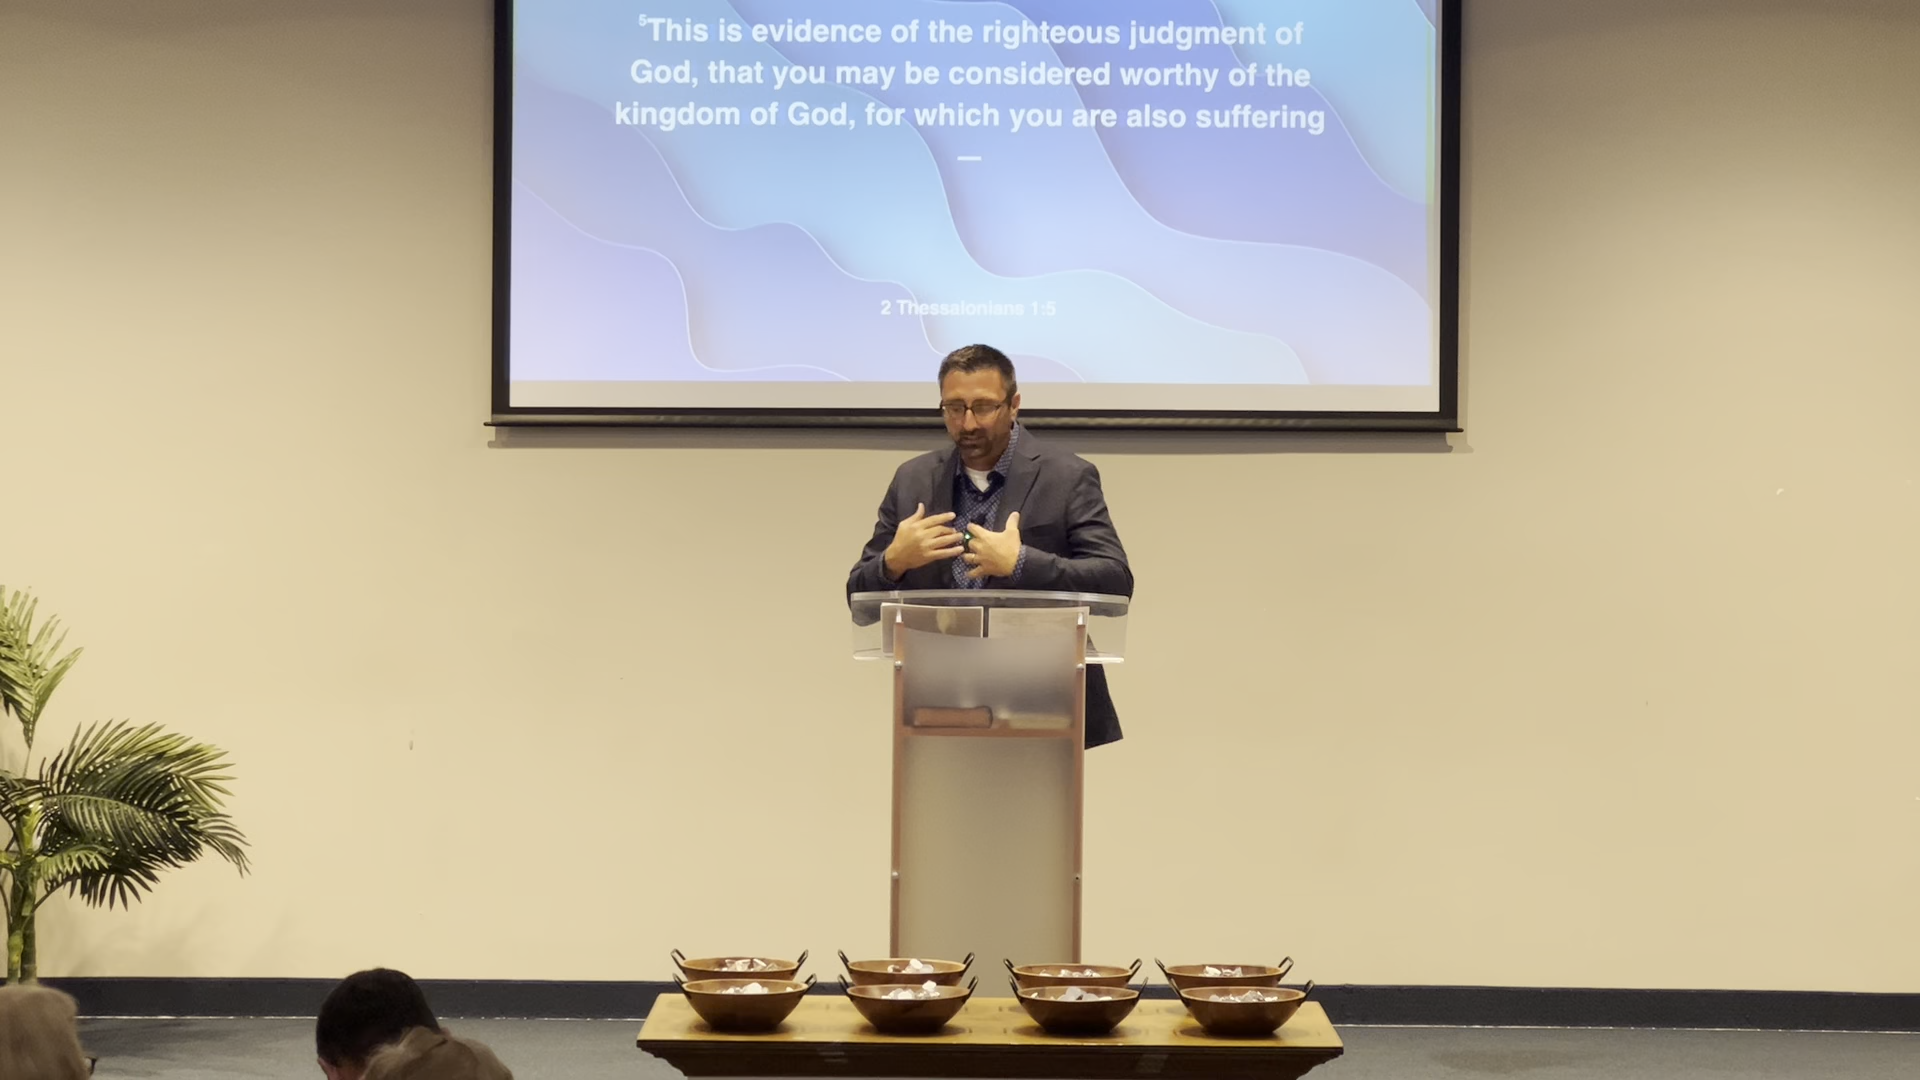 ⁵This is evidence of the righteous judgment of
God, that you may be considered worthy of the
kingdom of God, for which you are also suffering
—
2 Thessalonians 1:5